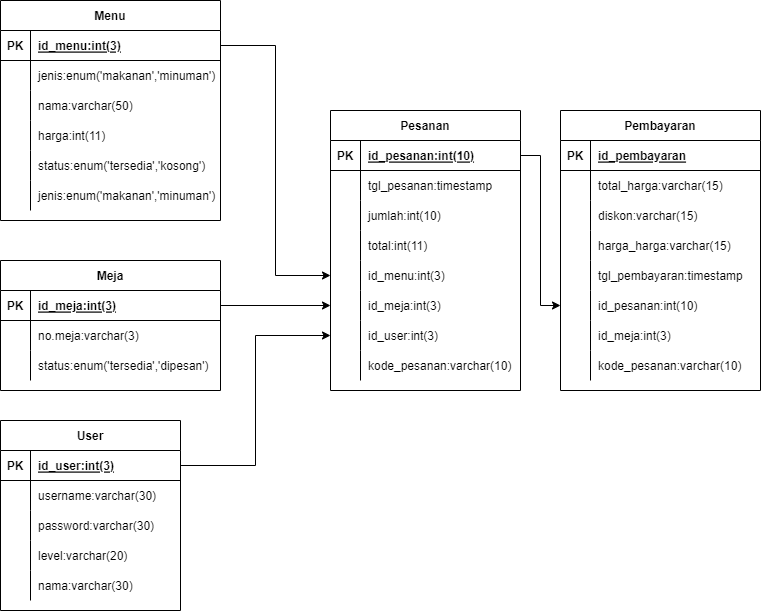 Menu
PK id_menu:int(3)
jenis:enum('makanan','minuman')
nama:varchar(50)
harga:int(11)
status:enum('tersedia','kosong')
jenis:enum('makanan','minuman')
Meja
PK id_meja:int(3)
no.meja:varchar(3)
status:enum('tersedia','dipesan')
User
PK id_user:int(3)
username:varchar(30)
password:varchar(30)
level:varchar(20)
nama:varchar(30)
Pesanan
PK id_pesanan:int(10)
tgl_pesanan:timestamp
jumlah:int(10)
total:int(11)
id_menu:int(3)
id_meja:int(3)
id_user:int(3)
kode_pesanan:varchar(10)
Pembayaran
PK id_pembayaran
total_harga:varchar(15)
diskon:varchar(15)
harga_harga:varchar(15)
tgl_pembayaran:timestamp
id_pesanan:int(10)
id_meja:int(3)
kode_pesanan:varchar(10)